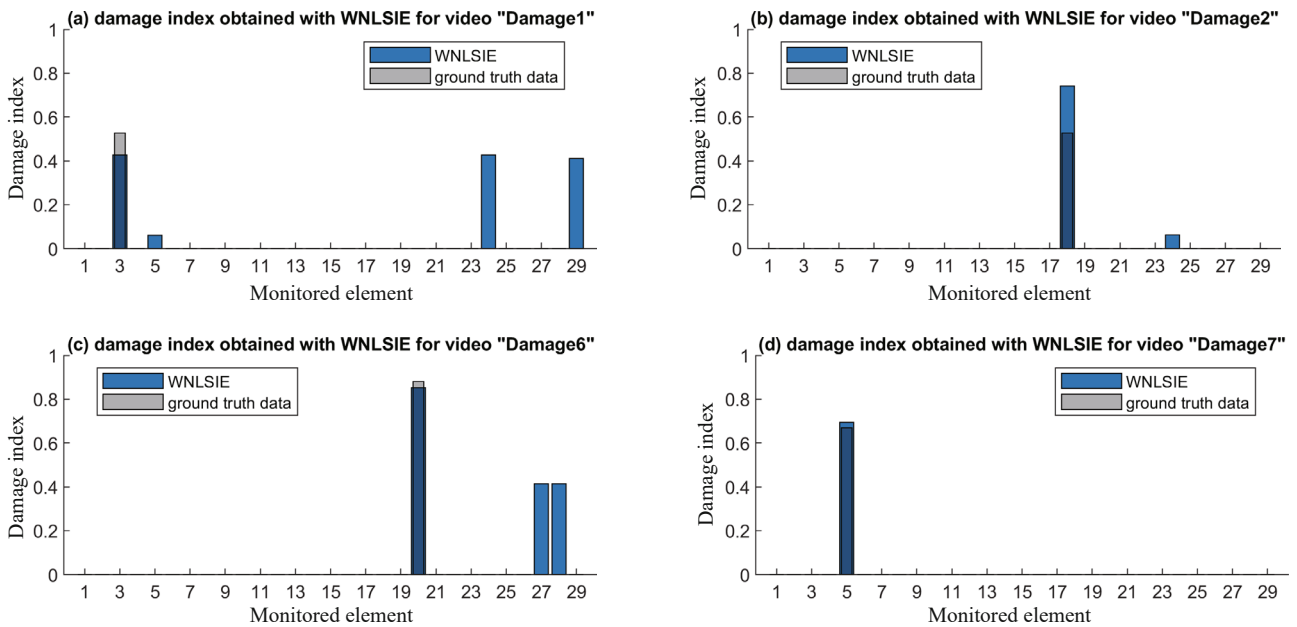 (a) damage index obtained with WNLSIE for video "Damage1"
1
0.8
0.6
0.4
0.2
0
Damage index
WNLSIE
ground truth data
1 3 5 7 9 11 13 15 17 19 21 23 25 27 29
Monitored element
(b) damage index obtained with WNLSIE for video "Damage2"
1
0.8
0.6
0.4
0.2
0
Damage index
WNLSIE
ground truth data
1 3 5 7 9 11 13 15 17 19 21 23 25 27 29
Monitored element
(c) damage index obtained with WNLSIE for video "Damage6"
1
0.8
0.6
0.4
0.2
0
Damage index
WNLSIE
ground truth data
1 3 5 7 9 11 13 15 17 19 21 23 25 27 29
Monitored element
(d) damage index obtained with WNLSIE for video "Damage7"
1
0.8
0.6
0.4
0.2
0
Damage index
WNLSIE
ground truth data
1 3 5 7 9 11 13 15 17 19 21 23 25 27 29
Monitored element